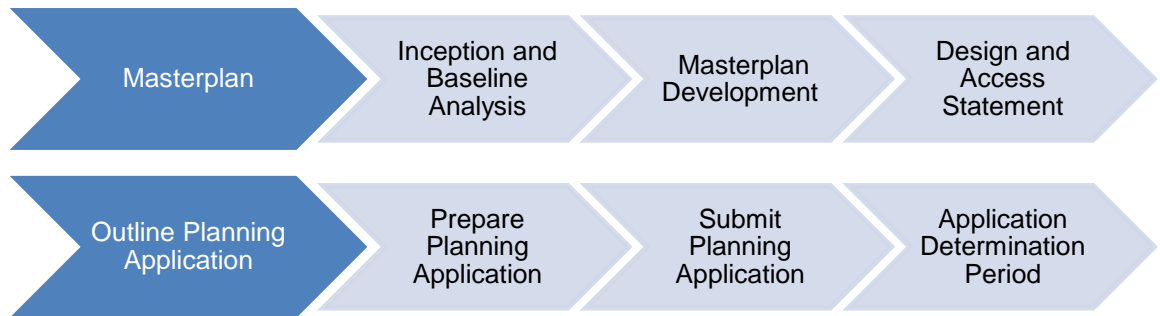 Masterplan
Inception and
Baseline
Analysis
Masterplan
Development
Design and
Access
Statement
Outline Planning
Application
Prepare
Planning
Application
Submit
Planning
Application
Application
Determination
Period